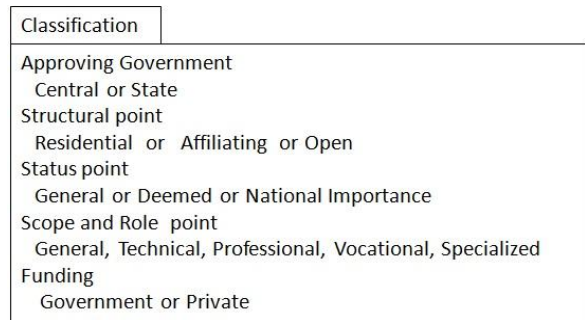 Classification
Approving Government
Central or State
Structural point
Residential or Affiliating or Open
Status point
General or Deemed or National Importance
Scope and Role point
General, Technical, Professional, Vocational, Specialized
Funding
Government or Private